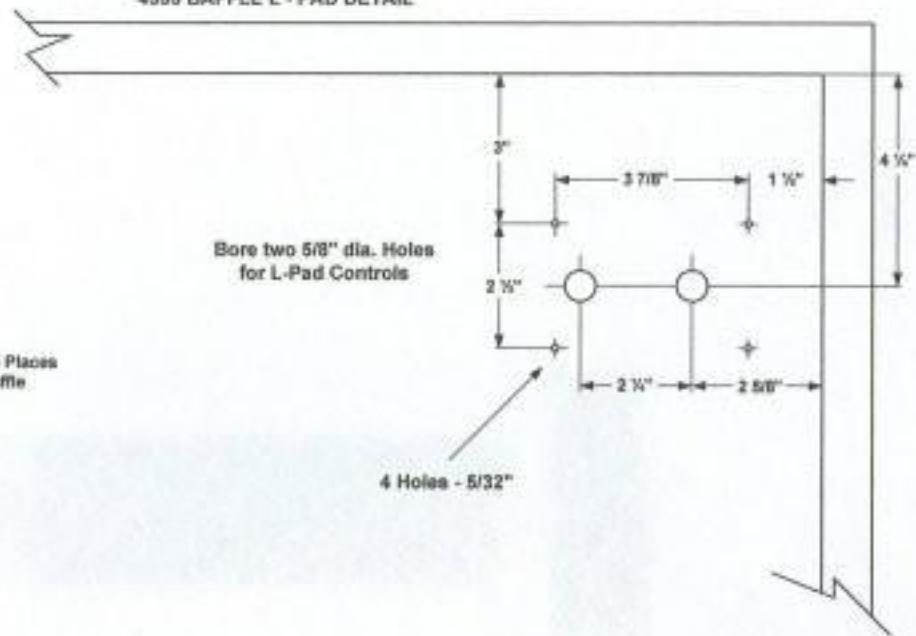 BAFFLE L - PAD DETAIL
3"
4 ¼"
3 7/8"
1 ½"
Bore two 5/8" dia. Holes
for L-Pad Controls
2 ½"
Places
2 ¼"
2 5/8"
4 Holes - 5/32"